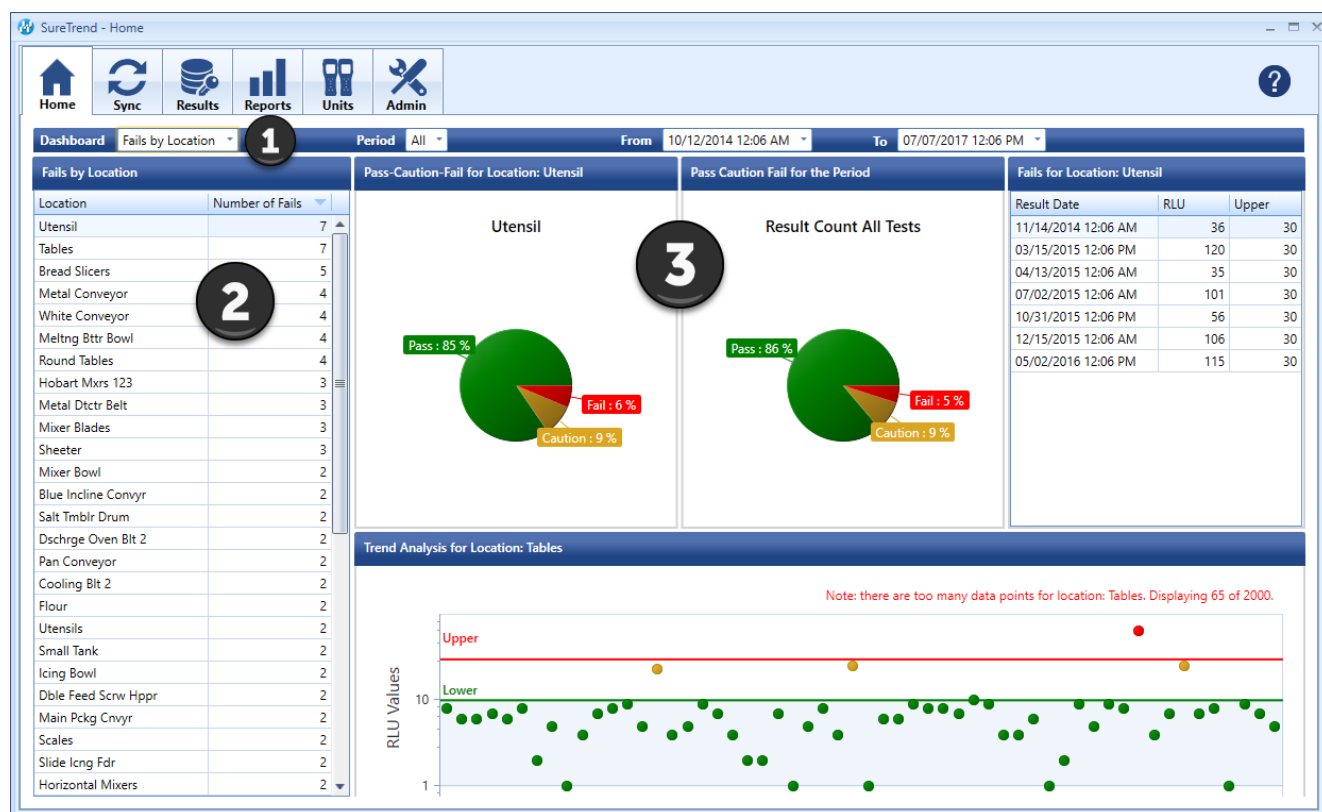 SureTrend - Home
Home Sync Results Reports Units Admin ?
Dashboard Fails by Location 1 Period All From 10/12/2014 12:06 AM To 07/07/2017 12:06 PM
Fails by Location
Location Number of Fails
Utensil 7
Tables 7
Bread Slicers 5
Metal Conveyor 4
White Conveyor 4
Meltng Bttr Bowl 4
Round Tables 4
Hobart Mxrs 123 3
Metal Dtctr Belt 3
Mixer Blades 3
Sheeter 3
Mixer Bowl 2
Blue Incline Convyr 2
Salt Tmblr Drum 2
Dschrge Oven Blt 2 2
Pan Conveyor 2
Cooling Blt 2 2
Flour 2
Utensils 2
Small Tank 2
Icing Bowl 2
Dble Feed Scrw Hppr 2
Main Pckg Cnvyr 2
Scales 2
Slide Icng Fdr 2
Horizontal Mixers 2
2
Pass-Caution-Fail for Location: Utensil
Utensil
Pass : 85 %
Fail : 6 %
Caution : 9 %
3
Pass Caution Fail for the Period
Result Count All Tests
Pass : 86 %
Fail : 5 %
Caution : 9 %
Fails for Location: Utensil
Result Date RLU Upper
11/14/2014 12:06 AM 36 30
03/15/2015 12:06 PM 120 30
04/13/2015 12:06 AM 35 30
07/02/2015 12:06 AM 101 30
10/31/2015 12:06 PM 56 30
12/15/2015 12:06 AM 106 30
05/02/2016 12:06 PM 115 30
Trend Analysis for Location: Tables
Note: there are too many data points for location: Tables. Displaying 65 of 2000.
Upper
Lower
RLU Values
10
1